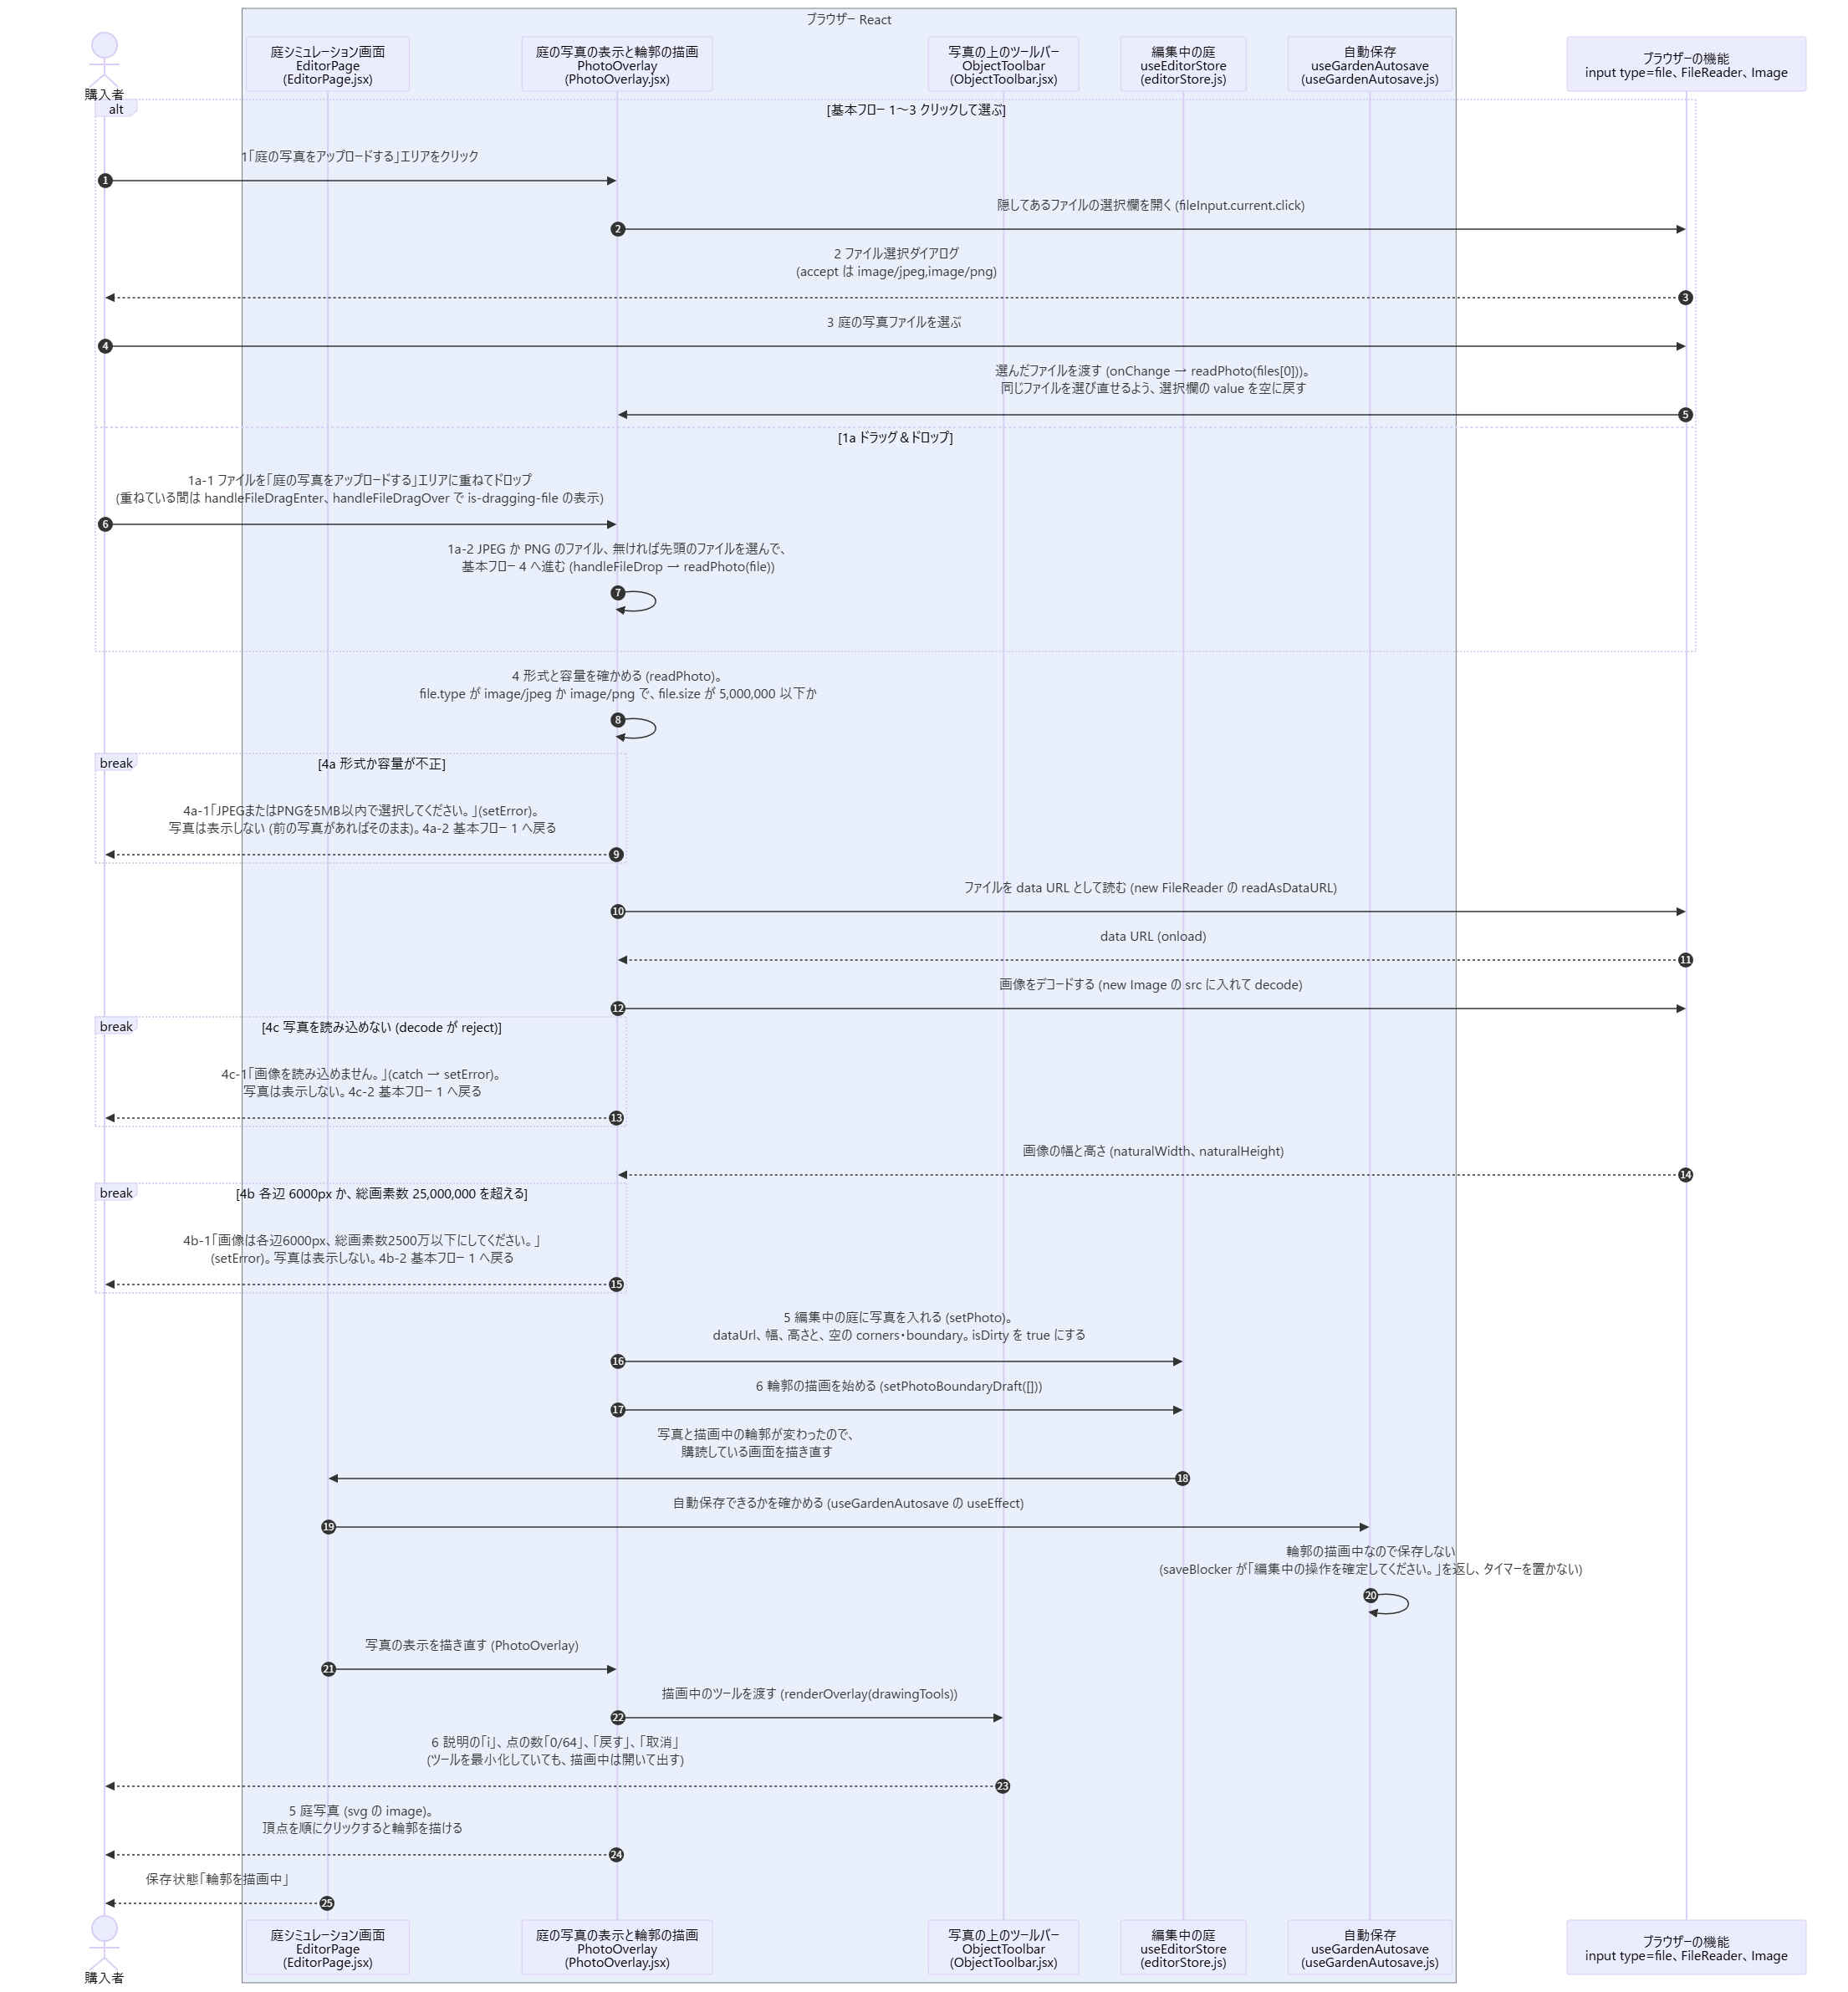 ブラウザー React
購入者
庭シミュレーション画面
EditorPage
(EditorPage.jsx)
庭の写真の表示と輪郭の描画
PhotoOverlay
(PhotoOverlay.jsx)
写真の上のツールバー
ObjectToolbar
(ObjectToolbar.jsx)
編集中の庭
useEditorStore
(editorStore.js)
自動保存
useGardenAutosave
(useGardenAutosave.js)
ブラウザーの機能
input type=file、FileReader、Image
alt
[基本フロー 1～3 クリックして選ぶ]
1「庭の写真をアップロードする」エリアをクリック
1
隠してあるファイルの選択欄を開く (fileInput.current.click)
2
2 ファイル選択ダイアログ
(accept は image/jpeg,image/png)
3
3 庭の写真ファイルを選ぶ
4
選んだファイルを渡す (onChange → readPhoto(files[0]))。
同じファイルを選び直せるよう、選択欄の value を空に戻す
5
[1a ドラッグ＆ドロップ]
1a-1 ファイルを「庭の写真をアップロードする」エリアに重ねてドロップ
(重ねている間は handleFileDragEnter、handleFileDragOver で is-dragging-file の表示)
6
1a-2 JPEG か PNG のファイル、無ければ先頭のファイルを選んで、
基本フロー 4 へ進む (handleFileDrop → readPhoto(file))
7
4 形式と容量を確かめる (readPhoto)。
file.type が image/jpeg か image/png で、file.size が 5,000,000 以下か
8
break
[4a 形式か容量が不正]
4a-1「JPEGまたはPNGを5MB以内で選択してください。」(setError)。
写真は表示しない (前の写真があればそのまま)。4a-2 基本フロー 1 へ戻る
9
ファイルを data URL として読む (new FileReader の readAsDataURL)
10
data URL (onload)
11
画像をデコードする (new Image の src に入れて decode)
12
break
[4c 写真を読み込めない (decode が reject)]
4c-1「画像を読み込めません。」(catch → setError)。
写真は表示しない。4c-2 基本フロー 1 へ戻る
13
画像の幅と高さ (naturalWidth、naturalHeight)
14
break
[4b 各辺 6000px か、総画素数 25,000,000 を超える]
4b-1「画像は各辺6000px、総画素数2500万以下にしてください。」
(setError)。写真は表示しない。4b-2 基本フロー 1 へ戻る
15
5 編集中の庭に写真を入れる (setPhoto)。
dataUrl、幅、高さと、空の corners・boundary。isDirty を true にする
16
6 輪郭の描画を始める (setPhotoBoundaryDraft([]))
17
写真と描画中の輪郭が変わったので、
購読している画面を描き直す
18
自動保存できるかを確かめる (useGardenAutosave の useEffect)
19
輪郭の描画中なので保存しない
(saveBlocker が「編集中の操作を確定してください。」を返し、タイマーを置かない)
20
写真の表示を描き直す (PhotoOverlay)
21
描画中のツールを渡す (renderOverlay(drawingTools))
22
6 説明の「i」、点の数「0/64」、「戻す」、「取消」
(ツールを最小化していても、描画中は開いて出す)
23
5 庭写真 (svg の image)。
頂点を順にクリックすると輪郭を描ける
24
保存状態「輪郭を描画中」
25
購入者
庭シミュレーション画面
EditorPage
(EditorPage.jsx)
庭の写真の表示と輪郭の描画
PhotoOverlay
(PhotoOverlay.jsx)
写真の上のツールバー
ObjectToolbar
(ObjectToolbar.jsx)
編集中の庭
useEditorStore
(editorStore.js)
自動保存
useGardenAutosave
(useGardenAutosave.js)
ブラウザーの機能
input type=file、FileReader、Image